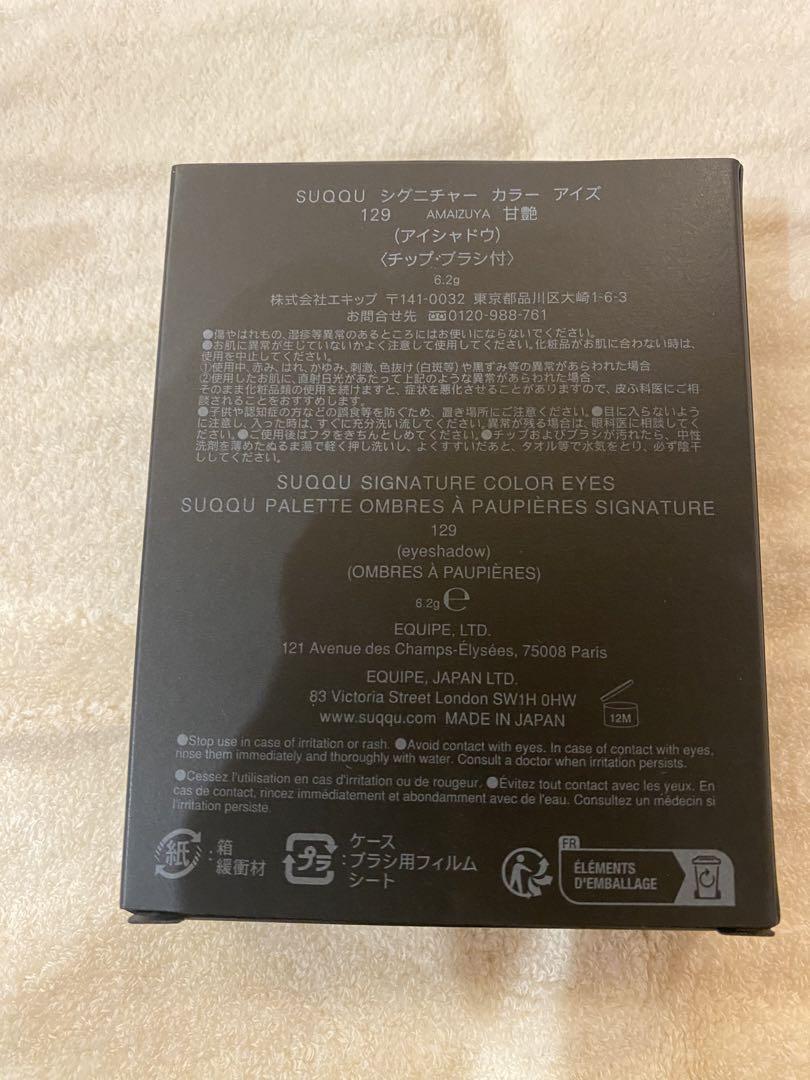 SUQQU シグニチャー カラー アイズ
129 AMAIZUYA 甘艶
(アイシャドウ)
〈チップ・ブラシ付〉
6.2g
株式会社エキップ 〒141-0032 東京都品川区大崎1-6-3
お問合せ先 0120-988-761
●傷やはれもの、湿疹等異常のあるところにはお使いにならないでください。
●お肌に異常が生じていないかよく注意して使用してください。化粧品がお肌に合わない時は、
使用を中止してください。
①使用中、赤み、はれ、かゆみ、刺激、色抜け(白斑等)や黒ずみ等の異常があらわれた場合
②使用したお肌に、直射日光があたって上記のような異常があらわれた場合
そのまま化粧品類の使用を続けますと、症状を悪化させることがありますので、皮ふ科医にご相
談されることをおすすめします。
●子供や認知症の方などの誤食等を防ぐため、置き場所にご注意ください。●目に入らないよう
に注意し、入った時は、すぐに充分洗い流してください。異常が残る場合は、眼科医に相談してく
ださい。●ご使用後はフタをきちんとしめてください。●チップおよびブラシが汚れたら、中性
洗剤を薄めたぬるま湯で軽く押し洗いし、よくすすいだあと、タオル等で水気をとり、必ず陰干
ししてください。
SUQQU SIGNATURE COLOR EYES
SUQQU PALETTE OMBRES À PAUPIÈRES SIGNATURE
129
(eyeshadow)
(OMBRES À PAUPIÈRES)
6.2g ℮
EQUIPE, LTD.
121 Avenue des Champs-Élysées, 75008 Paris
EQUIPE, JAPAN LTD.
83 Victoria Street London SW1H 0HW
www.suqqu.com MADE IN JAPAN
12M
●Stop use in case of irritation or rash. ●Avoid contact with eyes. In case of contact with eyes,
rinse them immediately and thoroughly with water. Consult a doctor when irritation persists.
●Cessez l'utilisation en cas d'irritation ou de rougeur. ●Évitez tout contact avec les yeux. En
cas de contact, rincez immédiatement et abondamment avec de l'eau. Consultez un médecin si
l'irritation persiste.
紙 : 箱
緩衝材
プラ : ケース
ブラシ用フィルム
シート
FR
ÉLÉMENTS
D'EMBALLAGE